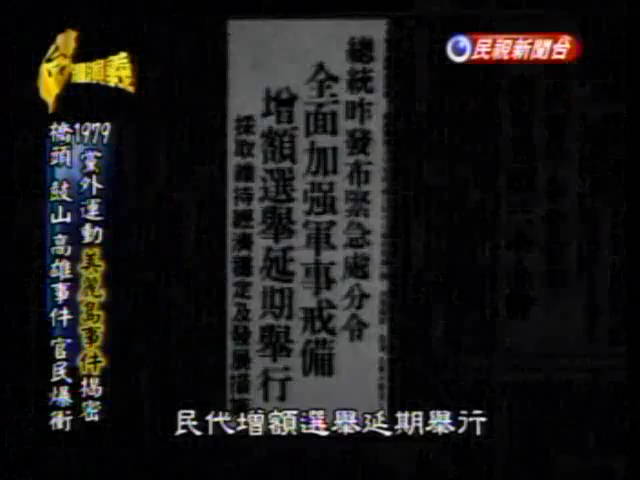 民視新聞台
台灣演義
1979 黨外運動 美麗島事件 揭密
橋頭 鼓山 高雄事件 官民爆衝
總統昨發布緊急處分令
全面加强軍事戒備
增額選舉延期舉行
採取維持經濟穩定及發展措施
民代增額選舉延期舉行